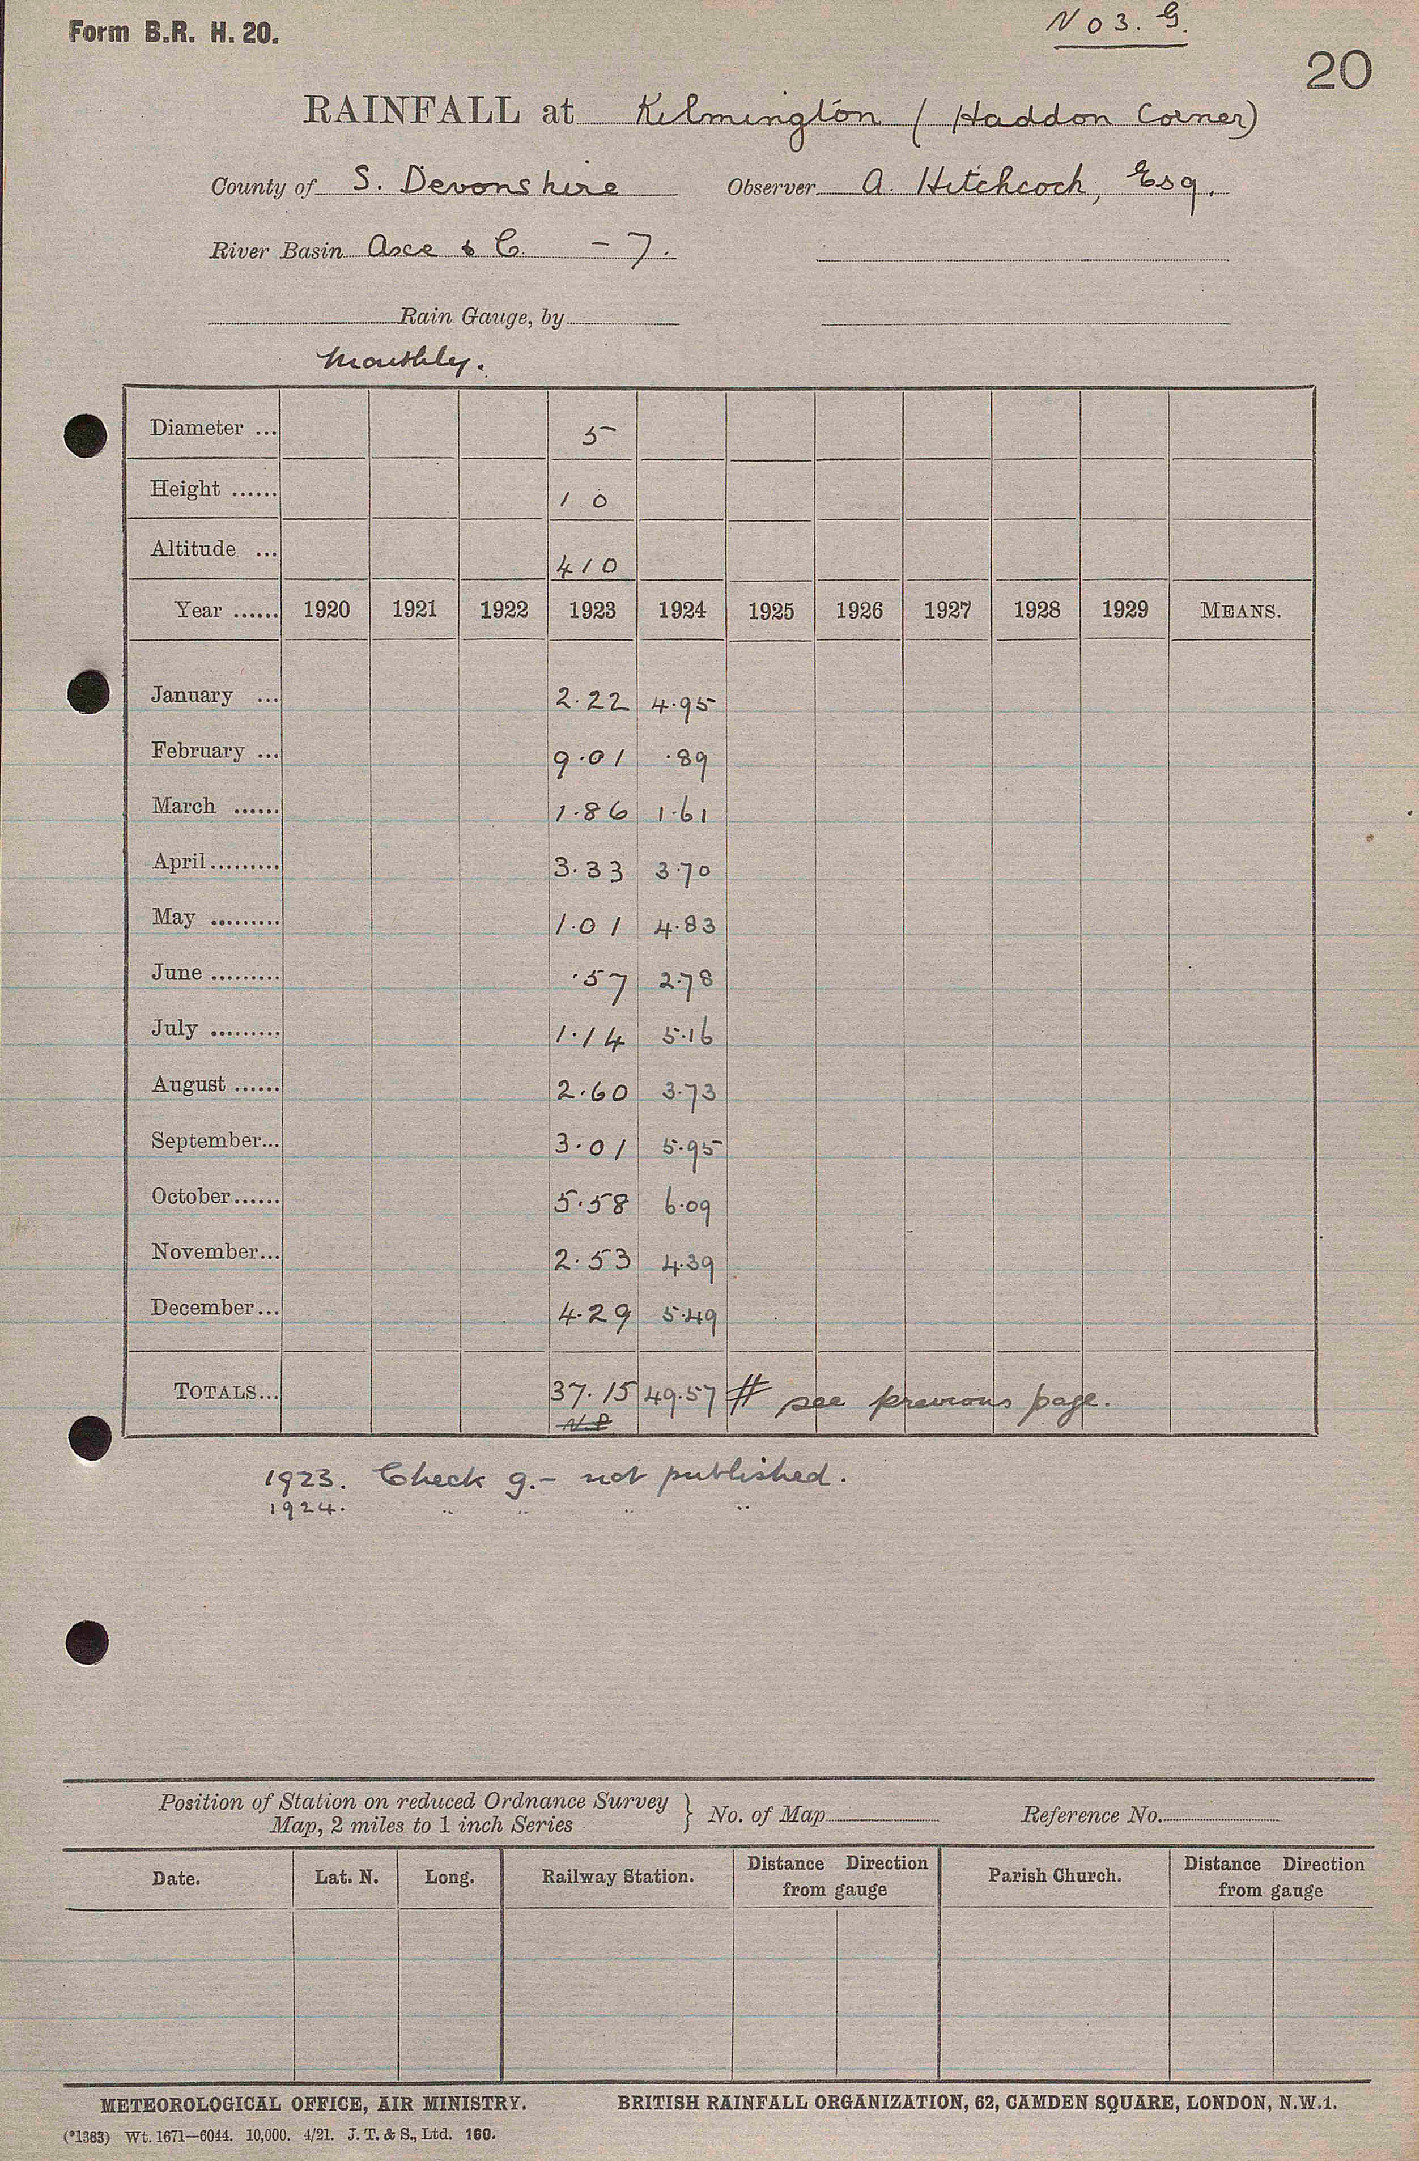 Form B.R. H. 20.
No 3. G.
20
RAINFALL at Kilmington (Haddon Corner)
County of S. Devonshire Observer A. Hitchcock, Esq.
River Basin Axe & C. - 7.
Rain Gauge, by
Monthly.
Diameter ... 5
Height ...... 1 0
Altitude ... 410
Year ...... 1920 1921 1922 1923 1924 1925 1926 1927 1928 1929 MEANS.
January ... 2.22 4.95
February ... 9.01 .89
March ...... 1.86 1.61
April......... 3.33 3.70
May ......... 1.01 4.83
June ......... .57 2.78
July ......... 1.14 5.16
August ...... 2.60 3.73
September... 3.01 5.95
October...... 5.58 6.09
November... 2.53 4.39
December... 4.29 5.49
TOTALS... 37.15 49.57 # see previous page.
N.P.
1923. Check g. - not published.
1924. " " " "
Position of Station on reduced Ordnance Survey
Map, 2 miles to 1 inch Series } No. of Map Reference No.
Date. Lat. N. Long. Railway Station. Distance Direction from gauge Parish Church. Distance Direction from gauge
METEOROLOGICAL OFFICE, AIR MINISTRY. BRITISH RAINFALL ORGANIZATION, 62, CAMDEN SQUARE, LONDON, N.W.1.
(*1383) Wt. 1671—6044. 10,000. 4/21. J. T. & S., Ltd. 160.